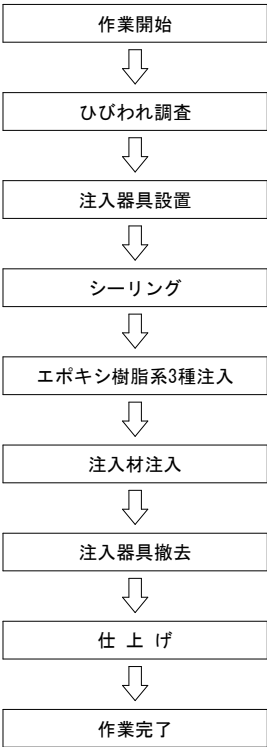 作業開始
ひびわれ調査
注入器具設置
シーリング
エポキシ樹脂系3種注入
注入材注入
注入器具撤去
仕 上 げ
作業完了